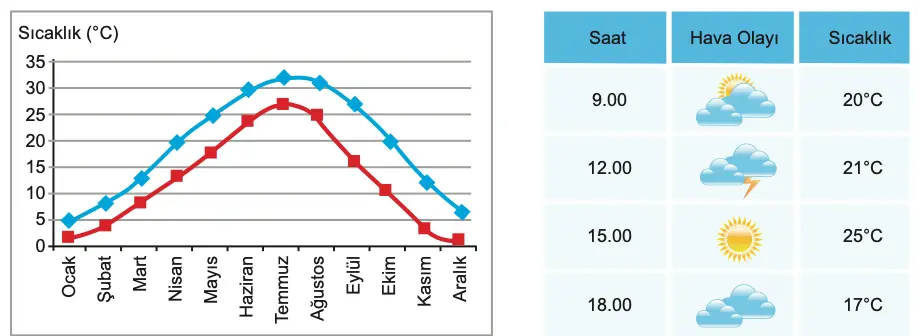 Sıcaklık (°C)
35
30
25
20
15
10
5
0
Ocak
Şubat
Mart
Nisan
Mayıs
Haziran
Temmuz
Ağustos
Eylül
Ekim
Kasım
Aralık
Saat Hava Olayı Sıcaklık
9.00 20°C
12.00 21°C
15.00 25°C
18.00 17°C